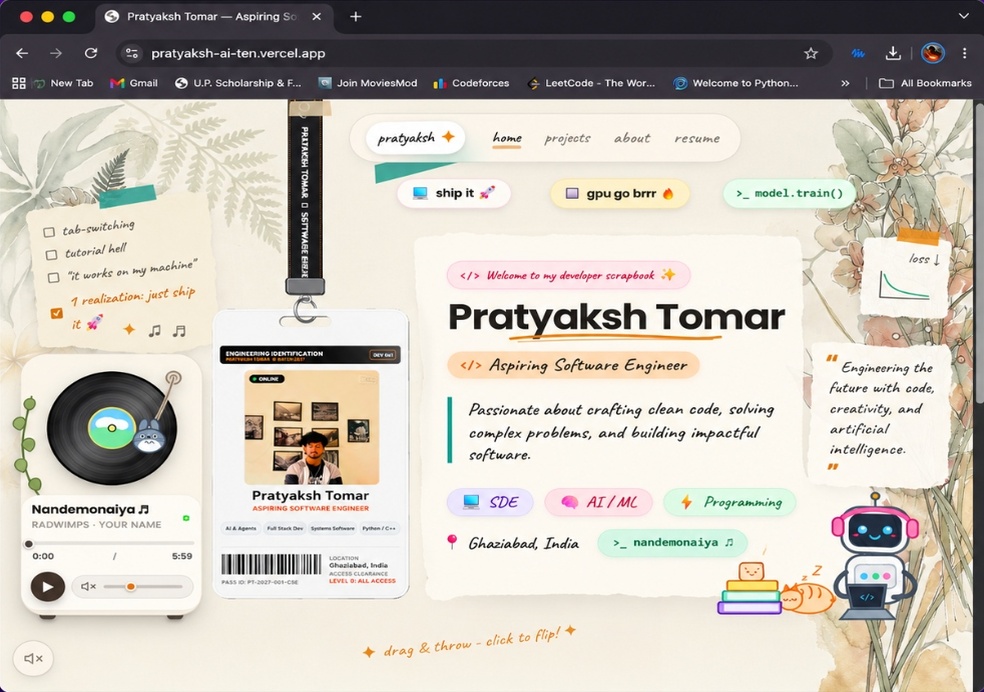 Pratyaksh Tomar — Aspiring So
pratyaksh-ai-ten.vercel.app
New Tab
Gmail
U.P. Scholarship & F...
Join MoviesMod
Codeforces
LeetCode - The Wor...
Welcome to Python...
»
All Bookmarks
pratyaksh
home
projects
about
resume
ship it 🚀
gpu go brrr 🔥
>_ model.train()
tab-switching
tutorial hell
"it works on my machine"
1 realization: just ship
it 🚀
PRATYAKSH TOMAR
Nandemonaiya ♫
RADWIMPS · YOUR NAME
0:00 / 5:59
ENGINEERING IDENTIFICATION
ONLINE
Pratyaksh Tomar
ASPIRING SOFTWARE ENGINEER
AI & Agents
Full Stack Dev
Systems Software
Python / C++
LOCATION
Ghaziabad, India
ACCESS CLEARANCE
LEVEL 0: ALL ACCESS
PASS ID: PT-2027-001-CSE
</> Welcome to my developer scrapbook ✨
Pratyaksh Tomar
</> Aspiring Software Engineer
Passionate about crafting clean code, solving
complex problems, and building impactful
software.
SDE
AI / ML
Programming
Ghaziabad, India
>_ nandemonaiya ♫
loss ↓
" Engineering the
future with code,
creativity, and
artificial
intelligence.
"
z z
</>
drag & throw - click to flip!